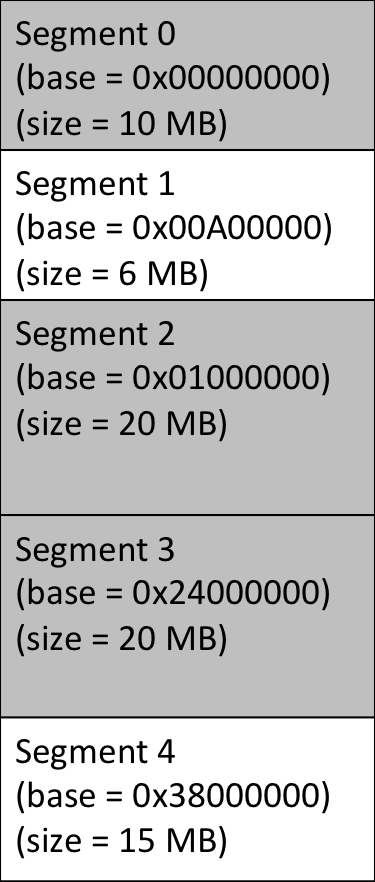 Segment 0
(base = 0x00000000)
(size = 10 MB)
Segment 1
(base = 0x00A00000)
(size = 6 MB)
Segment 2
(base = 0x01000000)
(size = 20 MB)
Segment 3
(base = 0x24000000)
(size = 20 MB)
Segment 4
(base = 0x38000000)
(size = 15 MB)